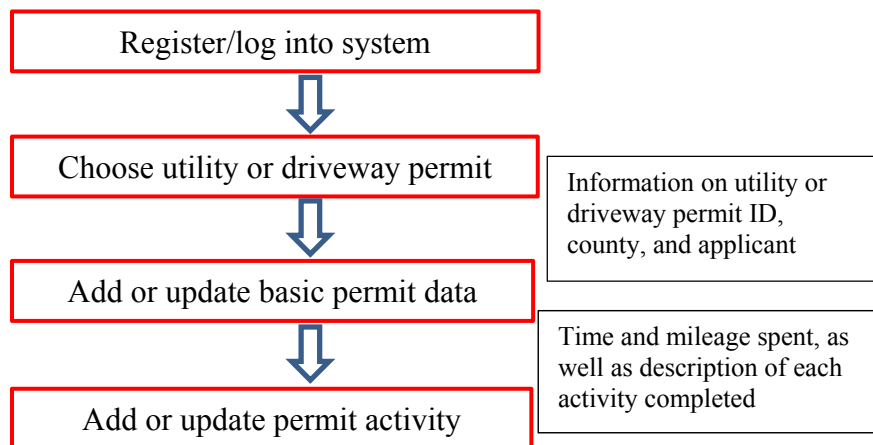 Register/log into system
Choose utility or driveway permit
Information on utility or
driveway permit ID,
county, and applicant
Add or update basic permit data
Time and mileage spent, as
well as description of each
activity completed
Add or update permit activity